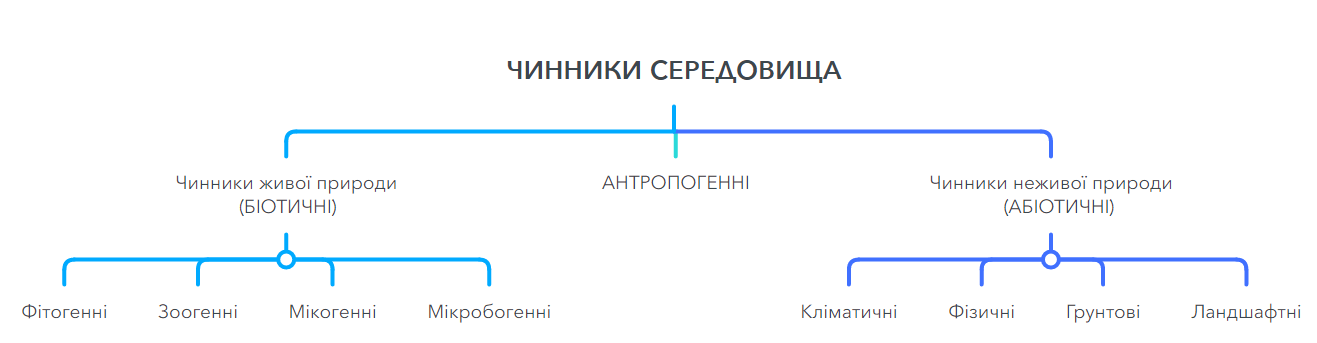 ЧИННИКИ СЕРЕДОВИЩА
Чинники живої природи
(БІОТИЧНІ)
АНТРОПОГЕННІ
Чинники неживої природи
(АБІОТИЧНІ)
Фітогенні
Зоогенні
Мікогенні
Мікробогенні
Кліматичні
Фізичні
Грунтові
Ландшафтні